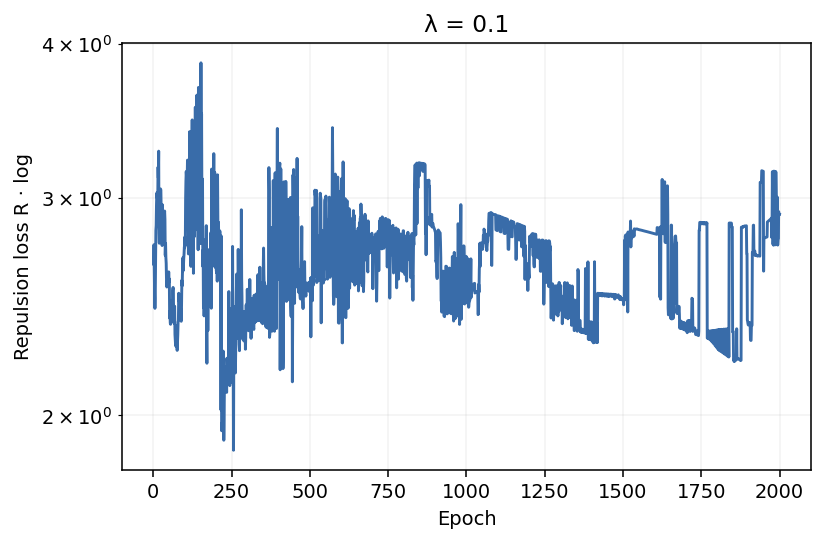 λ = 0.1
Repulsion loss R · log
4 × 10⁰
3 × 10⁰
2 × 10⁰
0 250 500 750 1000 1250 1500 1750 2000
Epoch